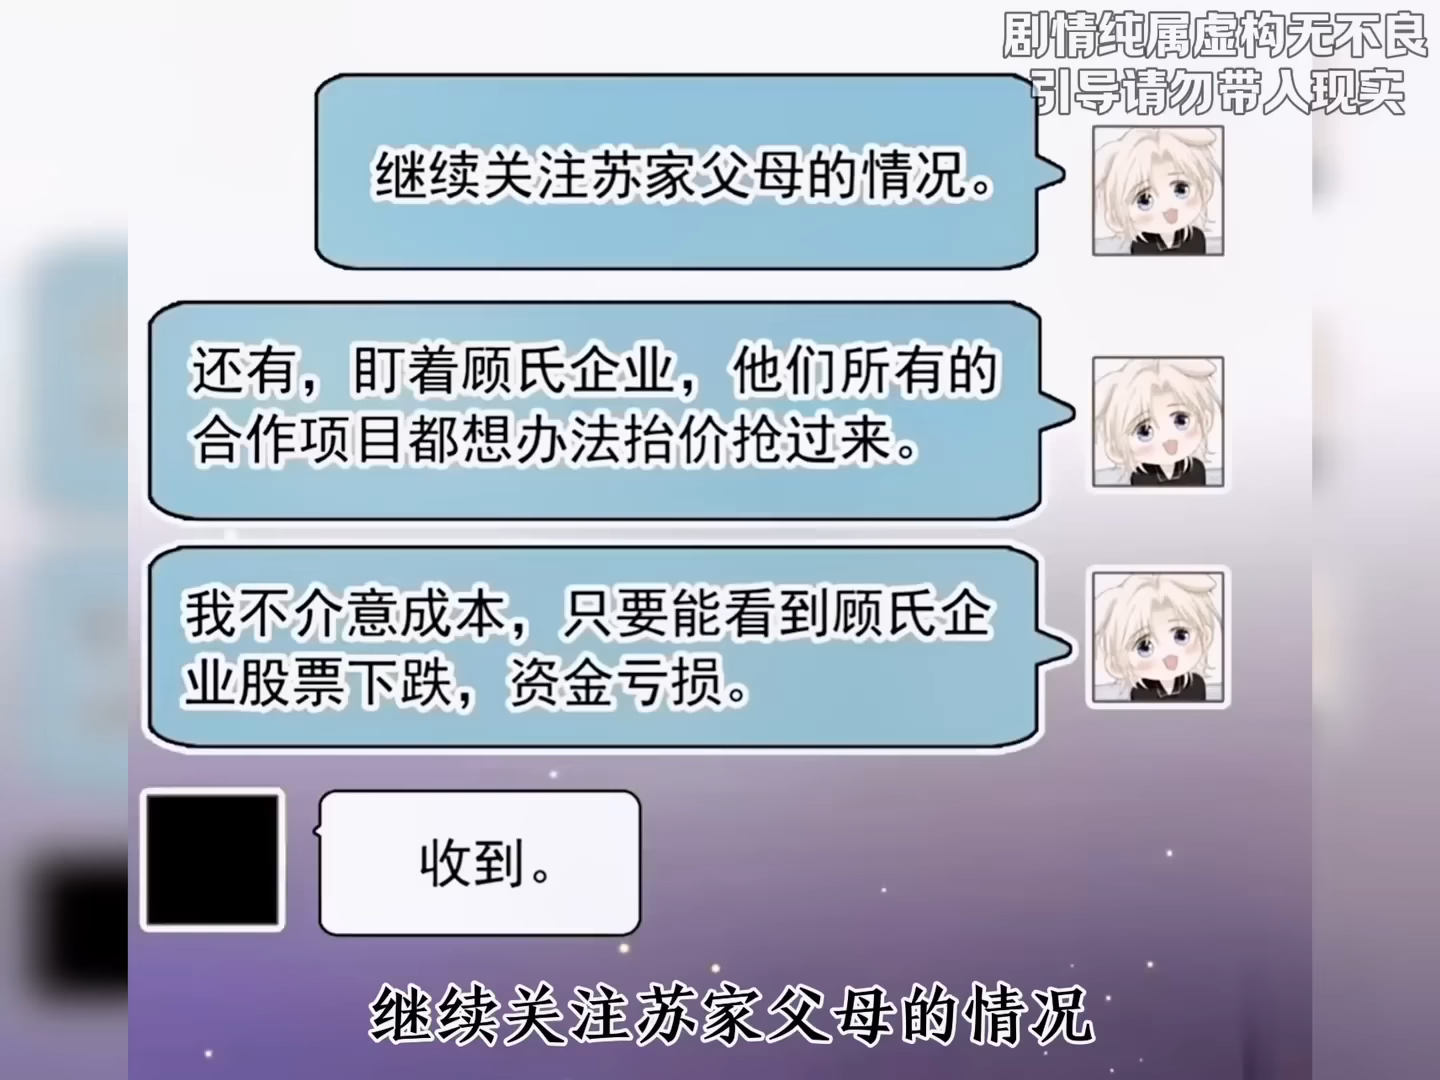 剧情纯属虚构无不良
引导请勿带入现实
继续关注苏家父母的情况。
还有，盯着顾氏企业，他们所有的
合作项目都想办法抬价抢过来。
我不介意成本，只要能看到顾氏企
业股票下跌，资金亏损。
收到。
继续关注苏家父母的情况